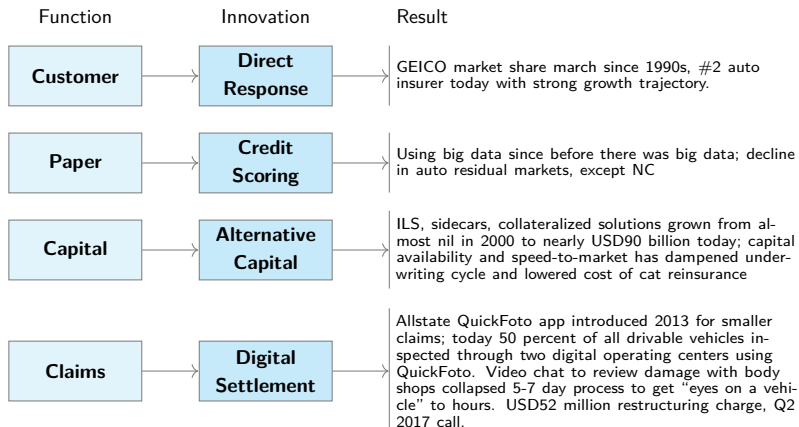 Function Innovation Result
Customer
Direct
Response
GEICO market share march since 1990s, #2 auto
insurer today with strong growth trajectory.
Paper
Credit
Scoring
Using big data since before there was big data; decline
in auto residual markets, except NC
Capital
Alternative
Capital
ILS, sidecars, collateralized solutions grown from al-
most nil in 2000 to nearly USD90 billion today; capital
availability and speed-to-market has dampened under-
writing cycle and lowered cost of cat reinsurance
Claims
Digital
Settlement
Allstate QuickFoto app introduced 2013 for smaller
claims; today 50 percent of all drivable vehicles in-
spected through two digital operating centers using
QuickFoto. Video chat to review damage with body
shops collapsed 5-7 day process to get “eyes on a vehi-
cle” to hours. USD52 million restructuring charge, Q2
2017 call.